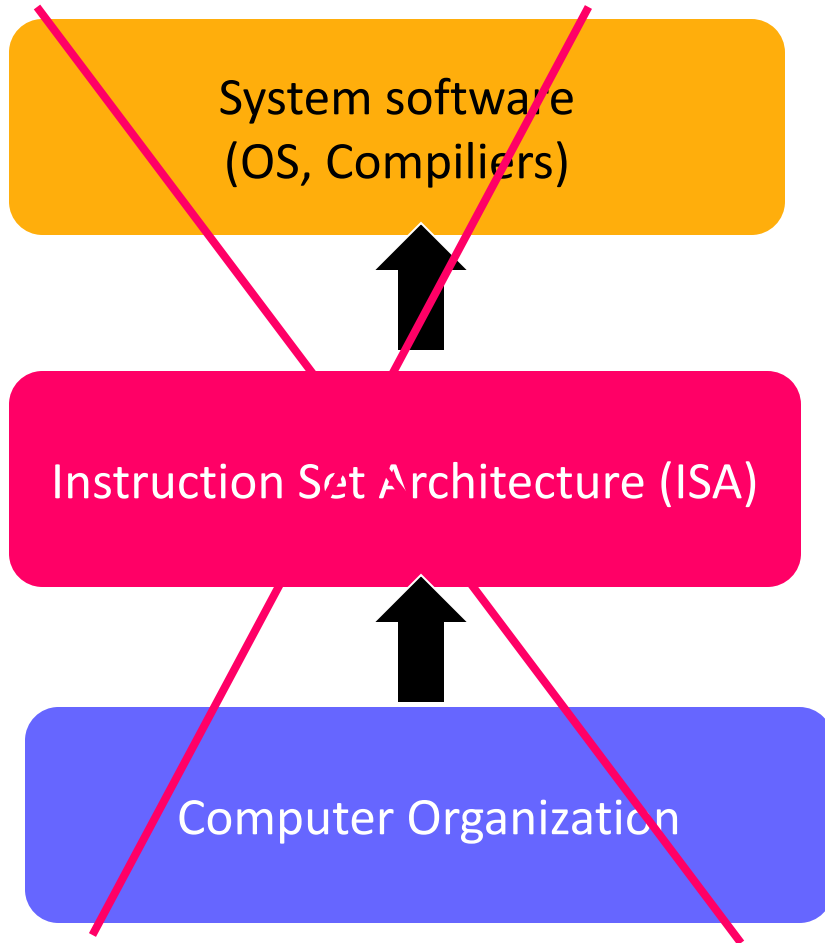 System software
(OS, Compiliers)
Instruction Set Architecture (ISA)
Computer Organization